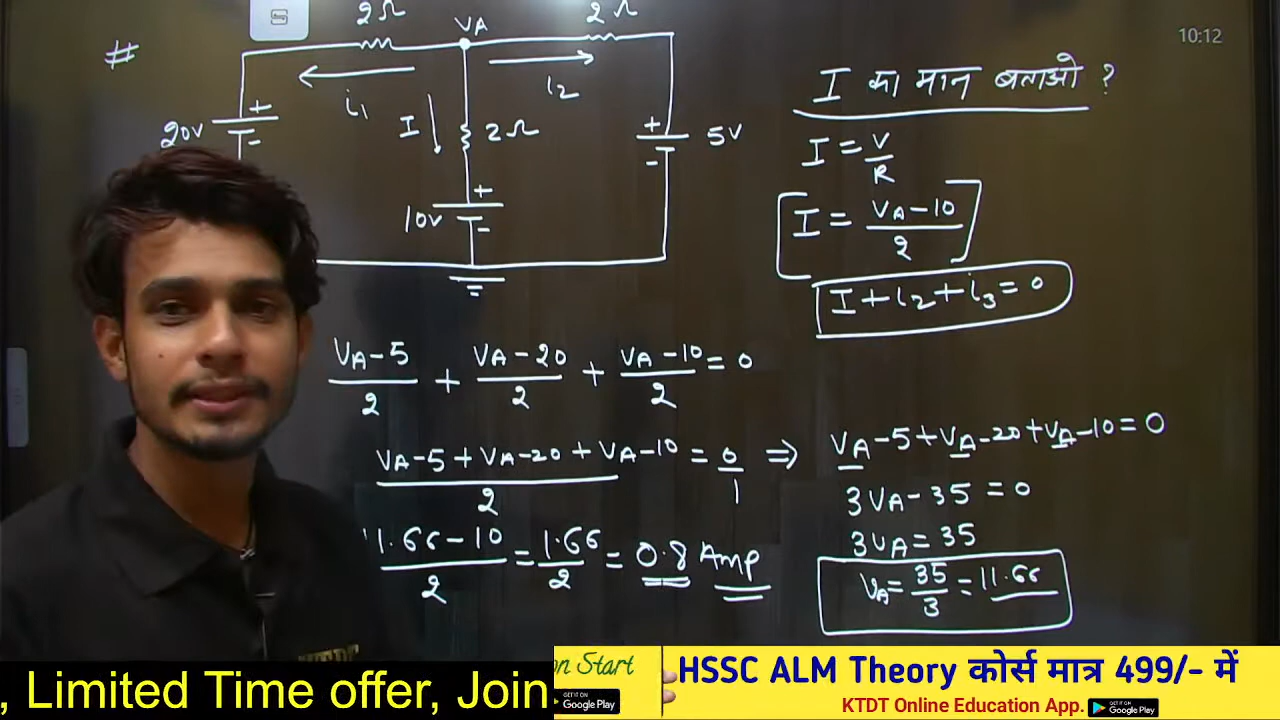 #
2Ω
VA
2Ω
10:12
i1
i2
20V
+
-
I
2Ω
+
-
5V
10V
+
-
I का मान बताओ ?
I = V/R
I = VA-10/2
I + i2 + i3 = 0
VA-5/2 + VA-20/2 + VA-10/2 = 0
VA-5+VA-20+VA-10/2 = 0/1 ⇒ VA-5+VA-20+VA-10=0
3VA-35=0
3VA=35
VA=35/3=11.66
11.66-10/2 = 1.66/2 = 0.8 Amp
, Limited Time offer, Join
on Start
GET IT ON
Google Play
HSSC ALM Theory कोर्स मात्र 499/- में
KTDT Online Education App.
GET IT ON
Google Play